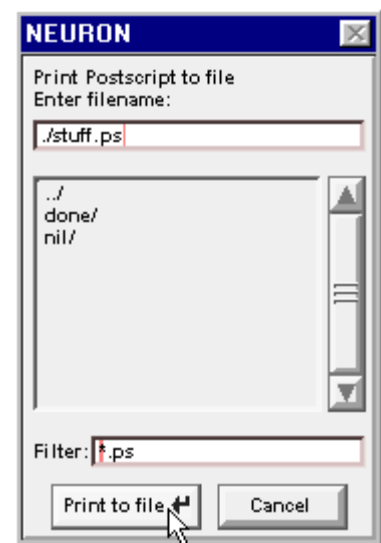 NEURON
Print Postscript to file
Enter filename:
./stuff.ps
../
done/
nil/
Filter: *.ps
Print to file
Cancel